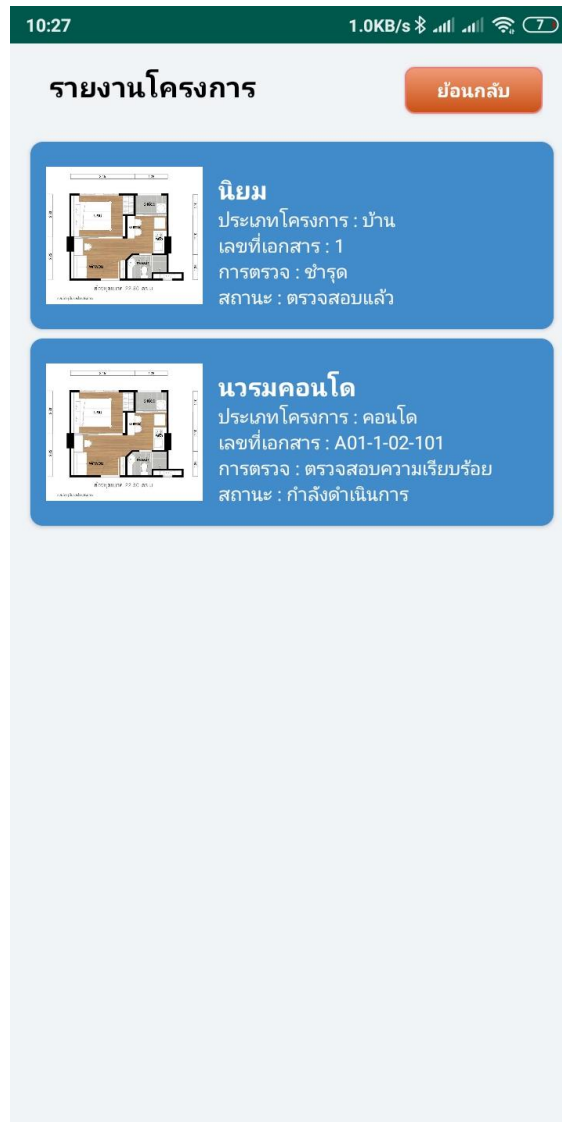 10:27
1.0KB/s
7
รายงานโครงการ
ย้อนกลับ
นิยม
ประเภทโครงการ : บ้าน
เลขที่เอกสาร : 1
การตรวจ : ชำรุด
สถานะ : ตรวจสอบแล้ว
นวรมคอนโด
ประเภทโครงการ : คอนโด
เลขที่เอกสาร : A01-1-02-101
การตรวจ : ตรวจสอบความเรียบร้อย
สถานะ : กำลังดำเนินการ